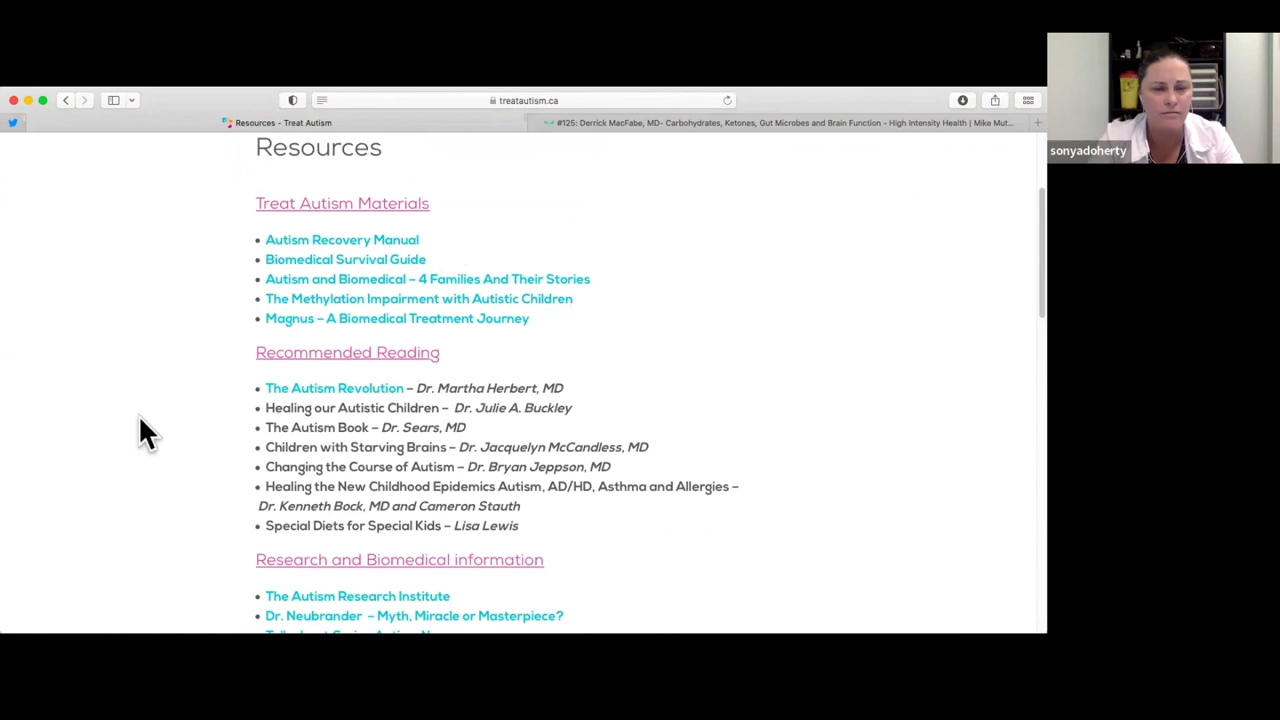 treatautism.ca
Resources - Treat Autism
#125: Derrick MacFabe, MD- Carbohydrates, Ketones, Gut Microbes and Brain Function - High Intensity Health | Mike Mut...
sonyadoherty
Resources
Treat Autism Materials
• Autism Recovery Manual
• Biomedical Survival Guide
• Autism and Biomedical – 4 Families And Their Stories
• The Methylation Impairment with Autistic Children
• Magnus – A Biomedical Treatment Journey
Recommended Reading
• The Autism Revolution – Dr. Martha Herbert, MD
• Healing our Autistic Children – Dr. Julie A. Buckley
• The Autism Book – Dr. Sears, MD
• Children with Starving Brains – Dr. Jacquelyn McCandless, MD
• Changing the Course of Autism – Dr. Bryan Jeppson, MD
• Healing the New Childhood Epidemics Autism, AD/HD, Asthma and Allergies –
Dr. Kenneth Bock, MD and Cameron Stauth
• Special Diets for Special Kids – Lisa Lewis
Research and Biomedical information
• The Autism Research Institute
• Dr. Neubrander – Myth, Miracle or Masterpiece?